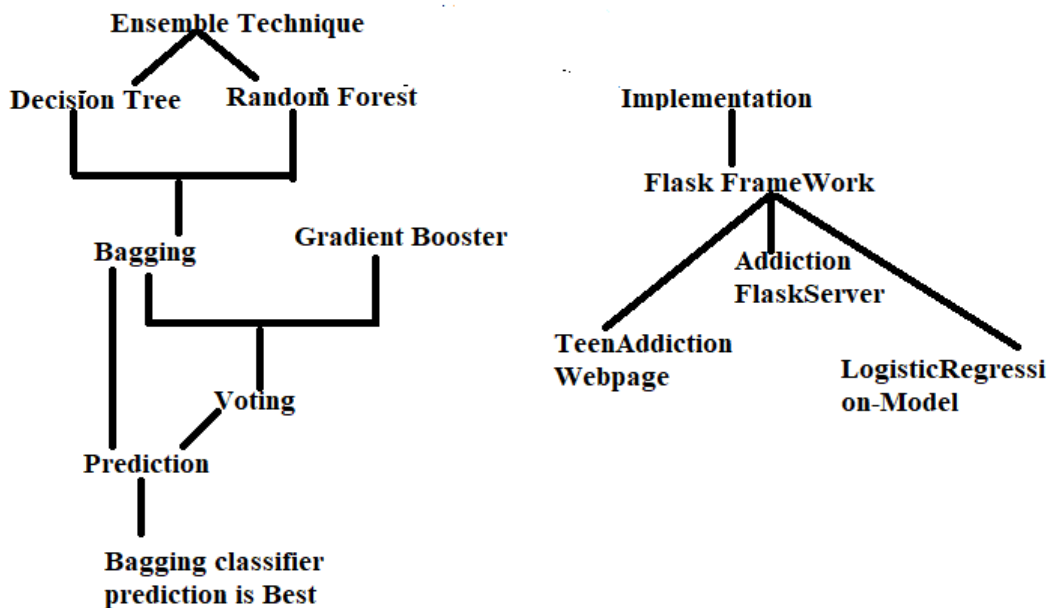 Ensemble Technique
Decision Tree
Random Forest
Bagging
Gradient Booster
Voting
Prediction
Bagging classifier
prediction is Best
Implementation
Flask FrameWork
Addiction
FlaskServer
TeenAddiction
Webpage
LogisticRegressi
on-Model